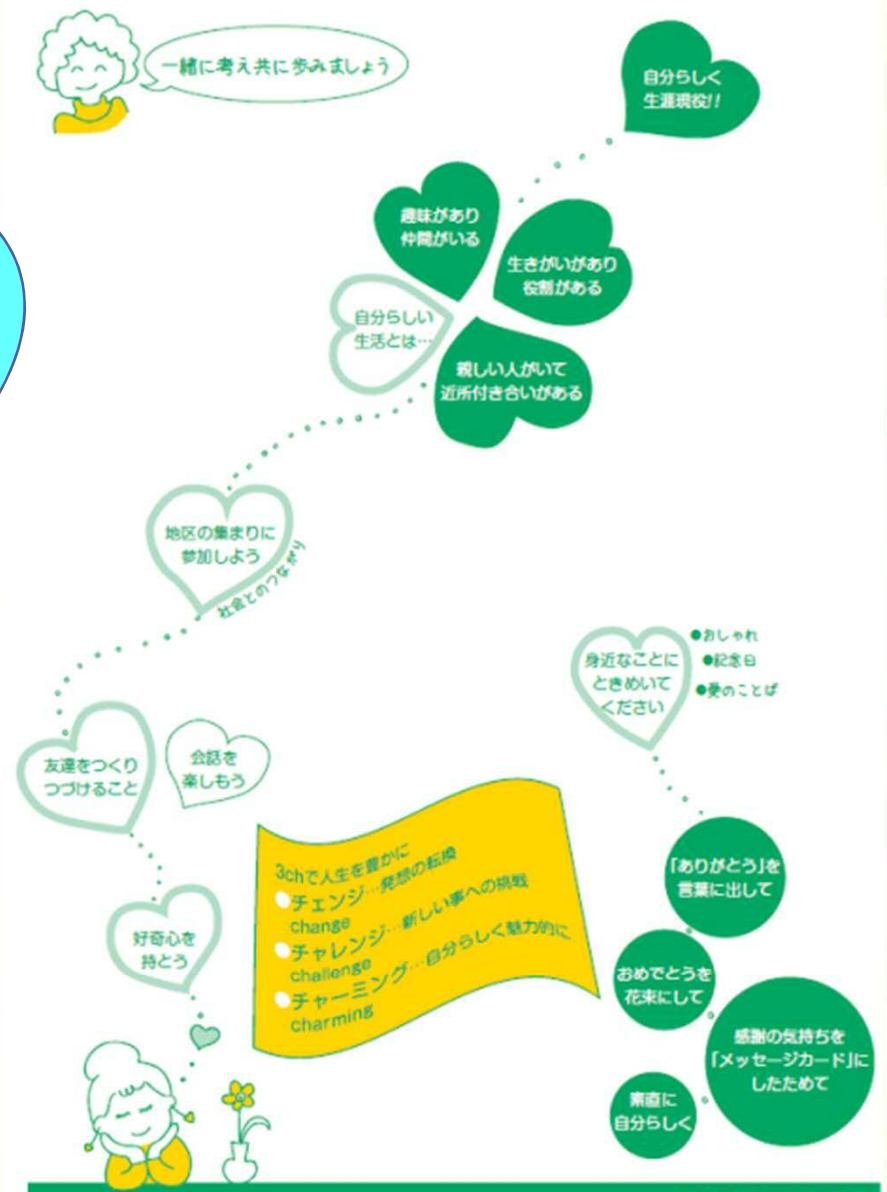 一緒に考え共に歩みましょう
自分らしく
生涯現役!!
趣味があり
仲間がいる
生きがいがあり
役割がある
自分らしい
生活とは…
親しい人がいて
近所付き合いがある
地区の集まりに
参加しよう
社会とのつながり
身近なことに
ときめいて
ください
●おしゃれ
●記念日
●愛のことば
友達をつくり
つづけること
会話を
楽しもう
3chで人生を豊かに
チェンジ…発想の転換
change
チャレンジ…新しい事への挑戦
challenge
チャーミング…自分らしく魅力的に
charming
好奇心を
持とう
「ありがとう」を
言葉に出して
おめでとうを
花束にして
感謝の気持ちを
「メッセージカード」に
したためて
素直に
自分らしく